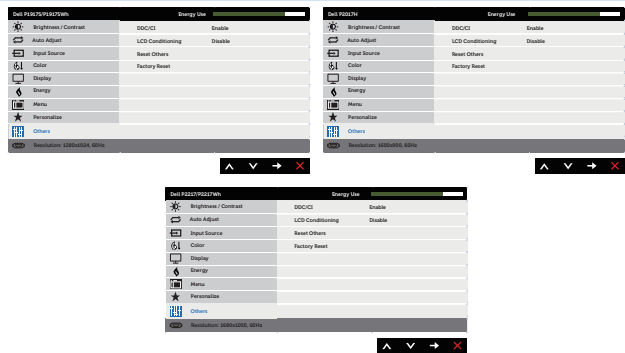 Dell P1917S/P1917SWh Energy Use
Brightness / Contrast DDC/CI Enable
Auto Adjust LCD Conditioning Disable
Input Source Reset Others
Color Factory Reset
Display
Energy
Menu
Personalize
Others
Resolution: 1280x1024, 60Hz
Dell P2017H Energy Use
Brightness / Contrast DDC/CI Enable
Auto Adjust LCD Conditioning Disable
Input Source Reset Others
Color Factory Reset
Display
Energy
Menu
Personalize
Others
Resolution: 1600x900, 60Hz
Dell P2217/P2217Wh Energy Use
Brightness / Contrast DDC/CI Enable
Auto Adjust LCD Conditioning Disable
Input Source Reset Others
Color Factory Reset
Display
Energy
Menu
Personalize
Others
Resolution: 1680x1050, 60Hz